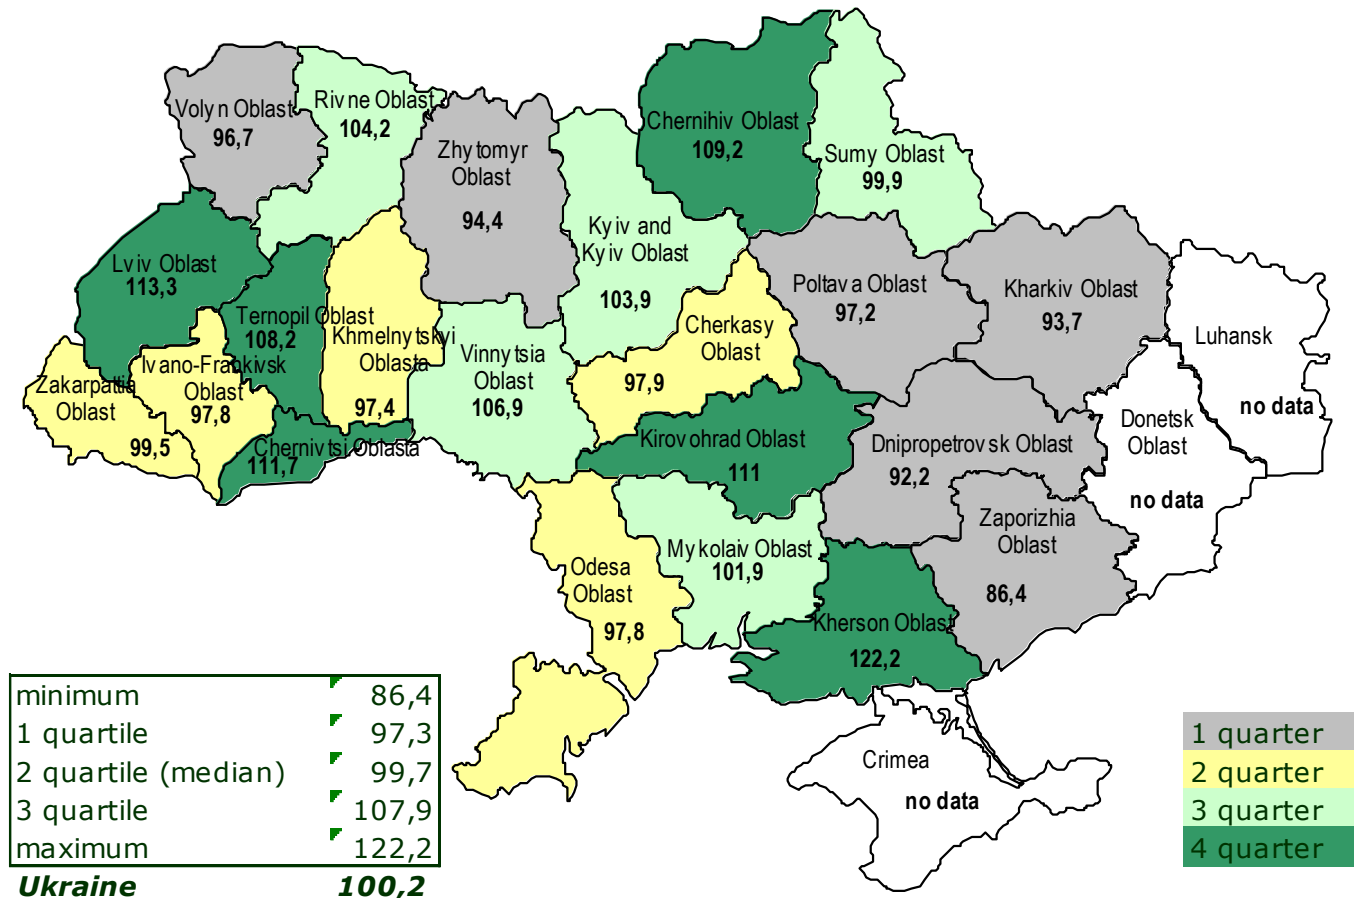 Volyn Oblast
96,7
Rivne Oblast
104,2
Zhytomyr
Oblast
94,4
Chernihiv Oblast
109,2
Sumy Oblast
99,9
Kyiv and
Kyiv Oblast
103,9
Lviv Oblast
113,3
Ternopil Oblast
108,2
Khmelnytskyi
Oblasta
97,4
Ivano-Frankivsk
Oblast
97,8
Zakarpattia
Oblast
99,5
Chernivtsi Oblasta
111,7
Vinnytsia
Oblast
106,9
Cherkasy
Oblast
97,9
Poltava Oblast
97,2
Kharkiv Oblast
93,7
Luhansk
no data
Donetsk
Oblast
no data
Kirovohrad Oblast
111
Dnipropetrovsk Oblast
92,2
Zaporizhia
Oblast
86,4
Odesa
Oblast
97,8
Mykolaiv Oblast
101,9
Kherson Oblast
122,2
Crimea
no data
minimum 86,4
1 quartile 97,3
2 quartile (median) 99,7
3 quartile 107,9
maximum 122,2
Ukraine 100,2
1 quarter
2 quarter
3 quarter
4 quarter